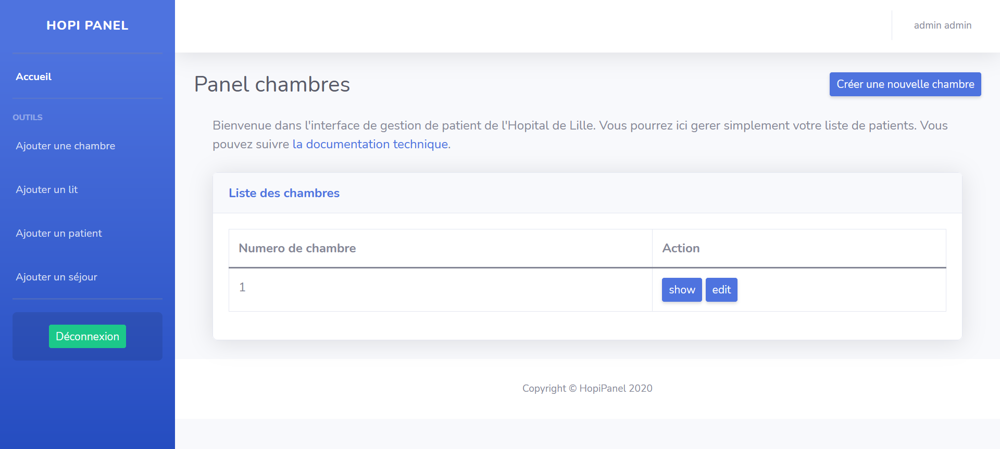 HOPI PANEL
admin admin
Accueil
OUTILS
Ajouter une chambre
Ajouter un lit
Ajouter un patient
Ajouter un séjour
Déconnexion
Panel chambres
Créer une nouvelle chambre
Bienvenue dans l'interface de gestion de patient de l'Hopital de Lille. Vous pourrez ici gerer simplement votre liste de patients. Vous
pouvez suivre la documentation technique.
Liste des chambres
Numero de chambre Action
1 show edit
Copyright © HopiPanel 2020